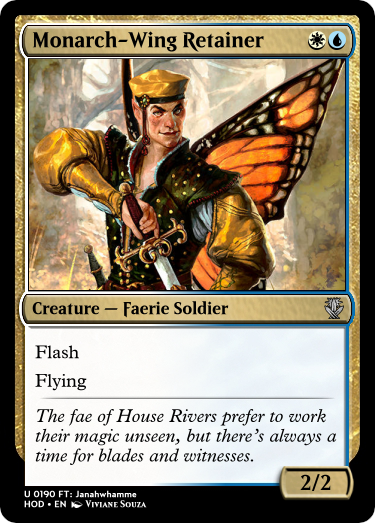 Monarch-Wing Retainer
Creature — Faerie Soldier
Flash
Flying
The fae of House Rivers prefer to work
their magic unseen, but there's always a
time for blades and witnesses.
2/2
U 0190 FT: Janahwhamme
HOD • EN Viviane Souza